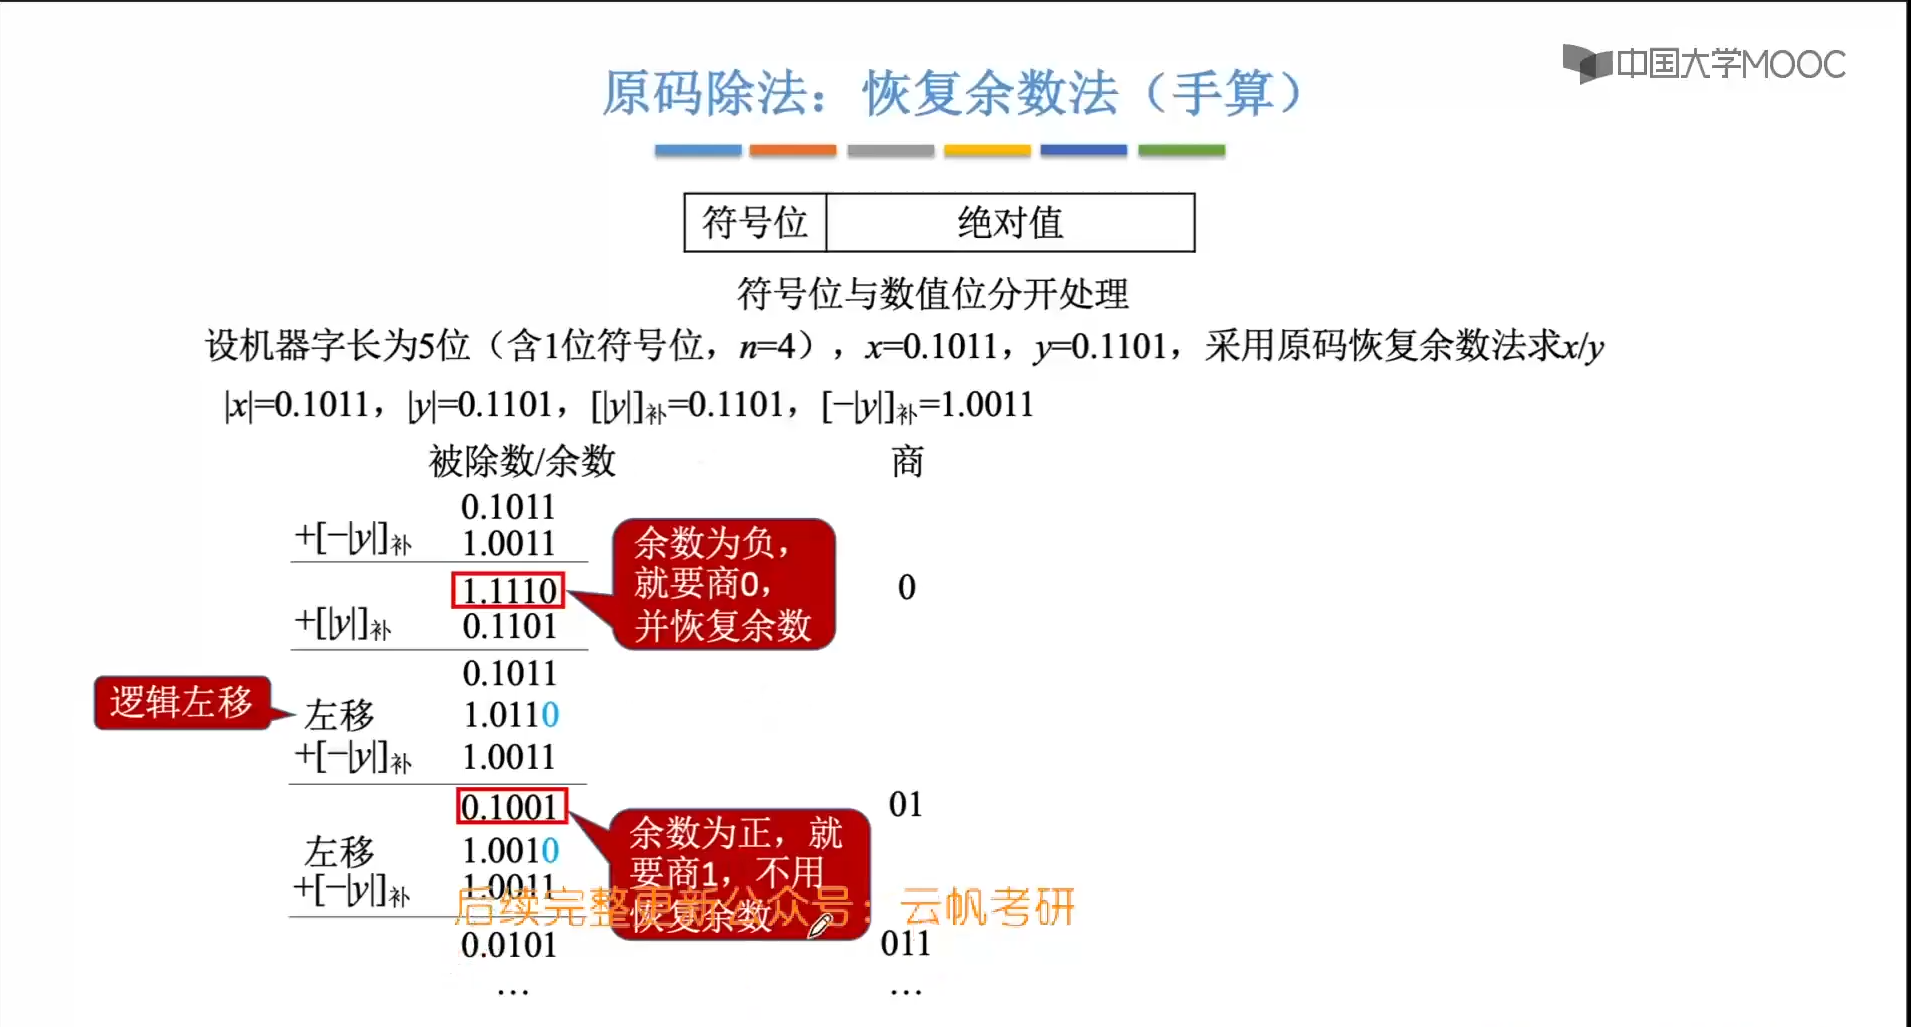 中国大学MOOC
原码除法：恢复余数法（手算）
符号位 绝对值
符号位与数值位分开处理
设机器字长为5位（含1位符号位，n=4），x=0.1011，y=0.1101，采用原码恢复余数法求x/y
|x|=0.1011，|y|=0.1101，[|y|]补=0.1101，[−|y|]补=1.0011
被除数/余数 商
0.1011
+[−|y|]补 1.0011
1.1110 0
余数为负，
就要商0，
并恢复余数
+[|y|]补 0.1101
0.1011
逻辑左移
左移 1.0110
+[−|y|]补 1.0011
0.1001 01
余数为正，就
要商1，不用
恢复余数
左移 1.0010
+[−|y|]补 1.0011
后续完整更新公众号：云帆考研
0.0101 011
… …